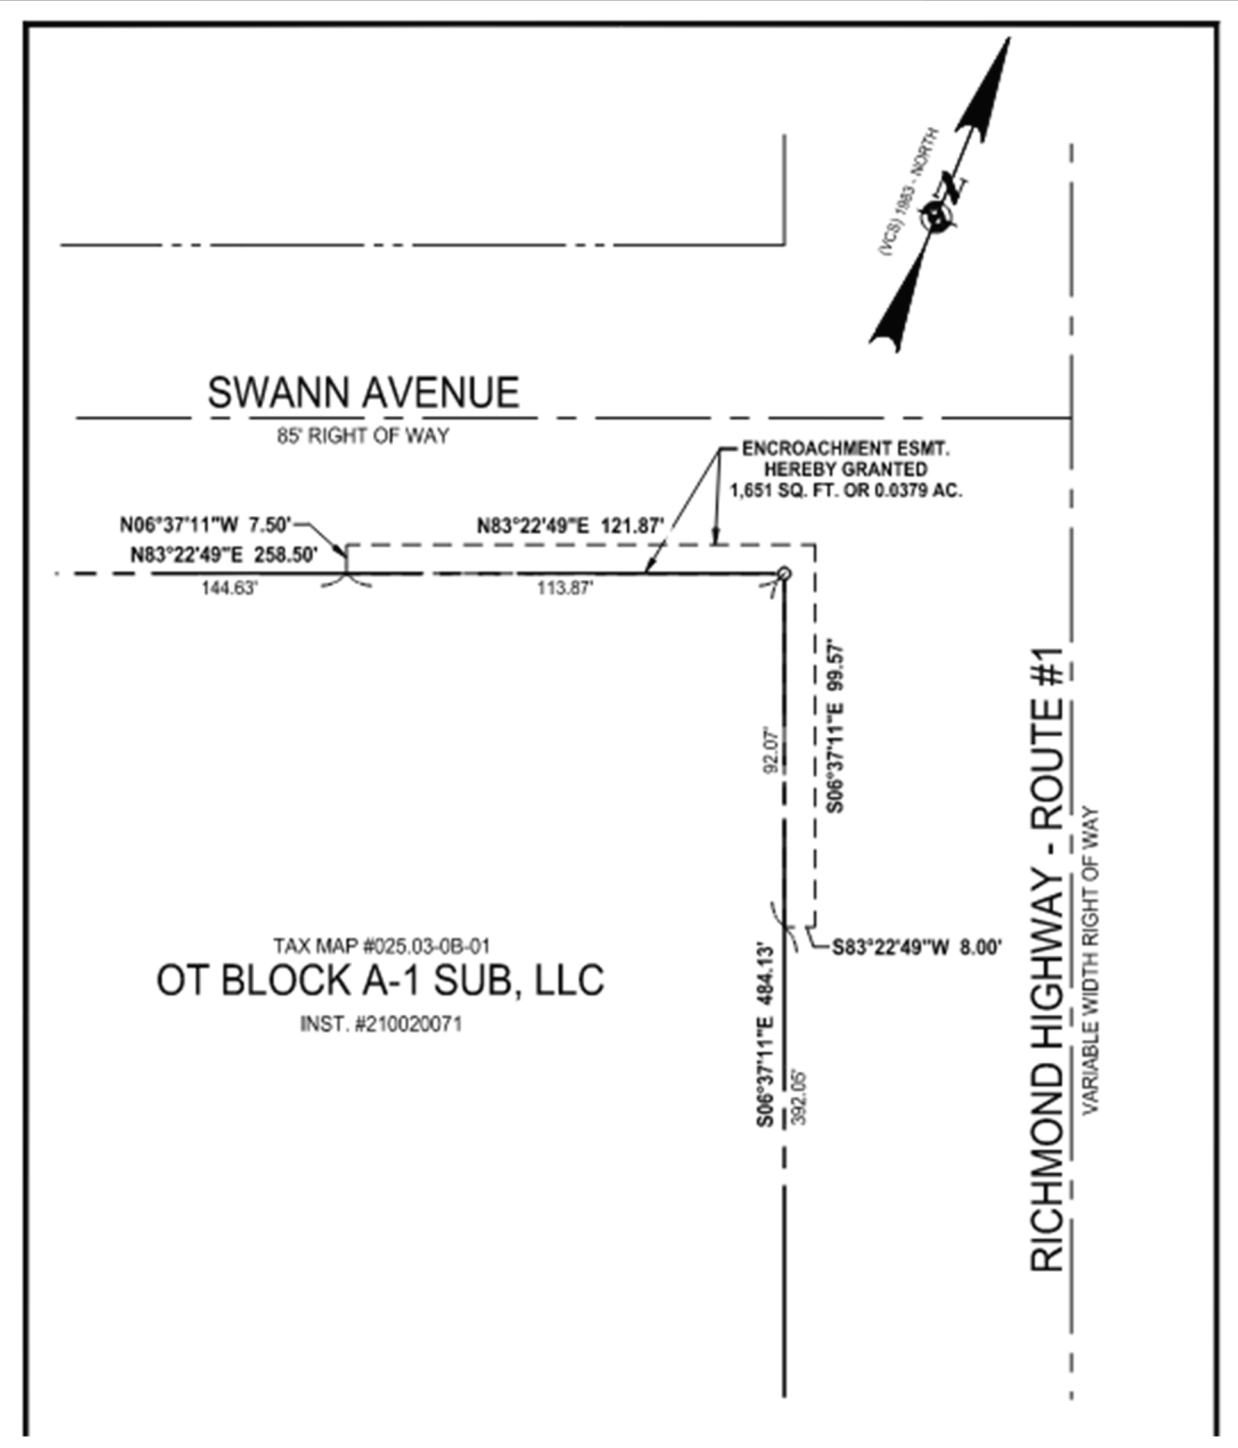 (VCS) 1983 - NORTH
N
SWANN AVENUE
85' RIGHT OF WAY
ENCROACHMENT ESMT.
HEREBY GRANTED
1,651 SQ. FT. OR 0.0379 AC.
N06°37'11"W 7.50'
N83°22'49"E 121.87'
N83°22'49"E 258.50'
144.63'
113.87'
S06°37'11"E 99.57'
92.07'
RICHMOND HIGHWAY - ROUTE #1
VARIABLE WIDTH RIGHT OF WAY
S83°22'49"W 8.00'
TAX MAP #025.03-0B-01
OT BLOCK A-1 SUB, LLC
INST. #210020071
S06°37'11"E 484.13'
392.05'